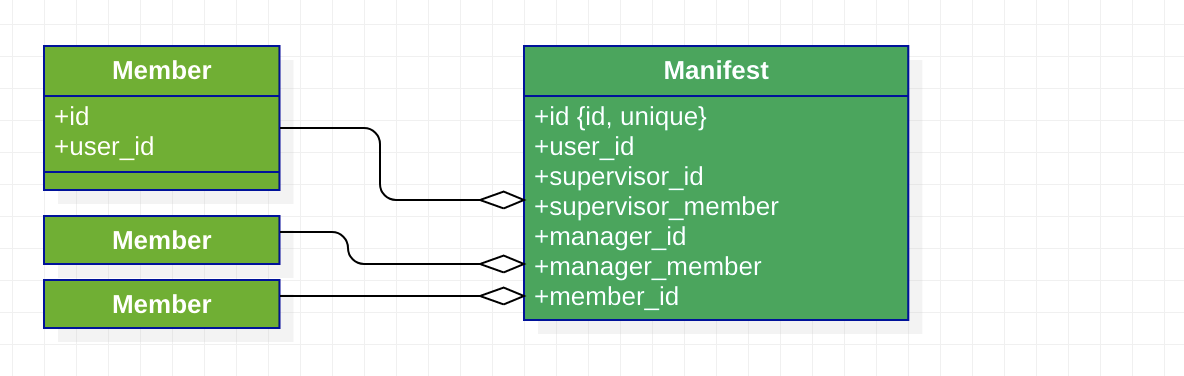 Member
+id
+user_id
Member
Member
Manifest
+id {id, unique}
+user_id
+supervisor_id
+supervisor_member
+manager_id
+manager_member
+member_id